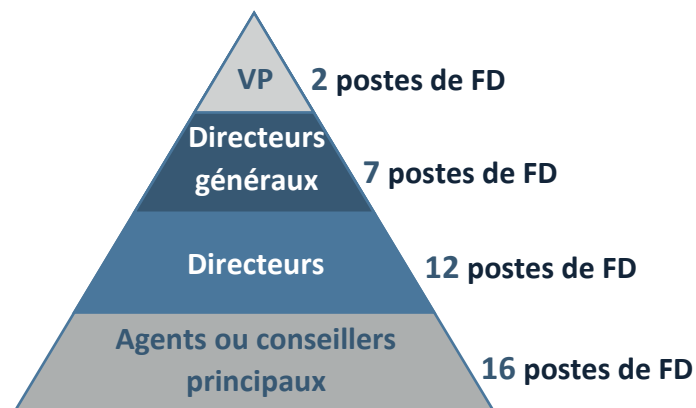 VP
2 postes de FD
Directeurs
généraux
7 postes de FD
Directeurs
12 postes de FD
Agents ou conseillers
principaux
16 postes de FD